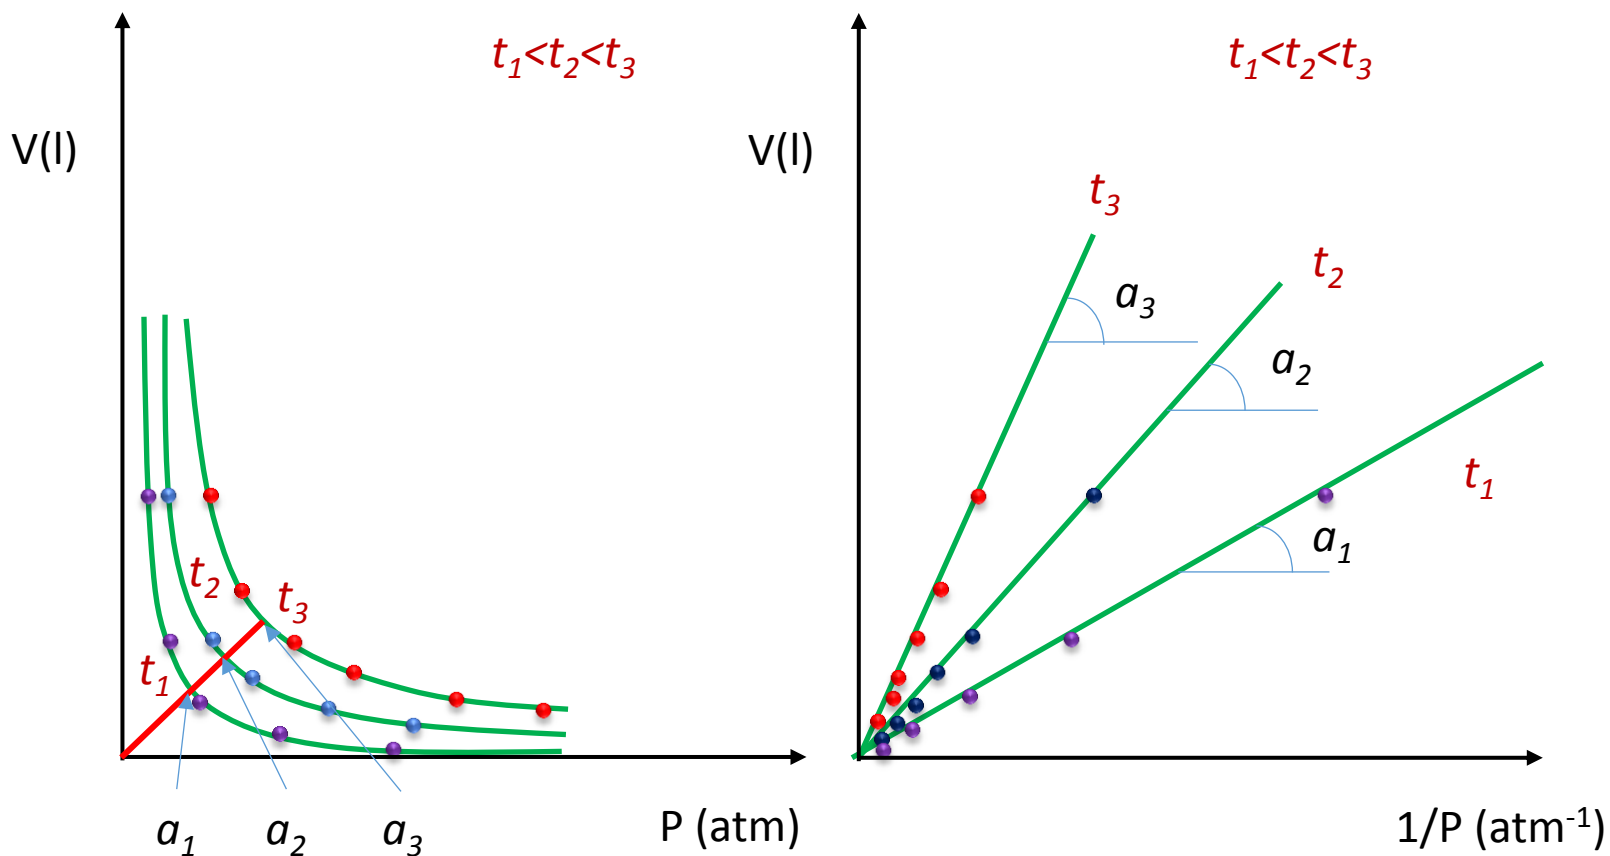 t₁<t₂<t₃
V(l)
t₂
t₃
t₁
a₁
a₂
a₃
P (atm)
t₁<t₂<t₃
V(l)
t₃
a₃
t₂
a₂
t₁
a₁
1/P (atm⁻¹)